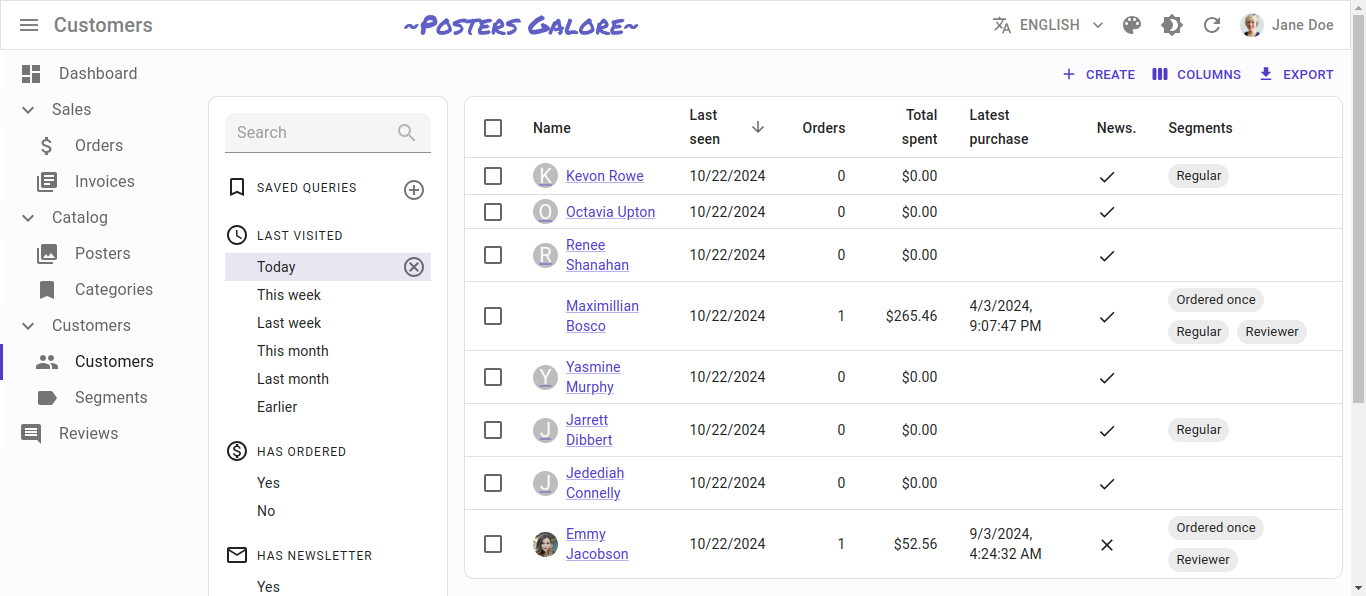 Customers
~Posters Galore~
ENGLISH
Jane Doe
Dashboard
Sales
Orders
Invoices
Catalog
Posters
Categories
Customers
Customers
Segments
Reviews
CREATE
COLUMNS
EXPORT
Search
SAVED QUERIES
LAST VISITED
Today
This week
Last week
This month
Last month
Earlier
HAS ORDERED
Yes
No
HAS NEWSLETTER
Yes
Name
Last
seen
Orders
Total
spent
Latest
purchase
News.
Segments
K Kevon Rowe 10/22/2024 0 $0.00 Regular
O Octavia Upton 10/22/2024 0 $0.00
R Renee
Shanahan 10/22/2024 0 $0.00
Maximillian
Bosco 10/22/2024 1 $265.46 4/3/2024,
9:07:47 PM
Ordered once
Regular Reviewer
Y Yasmine
Murphy 10/22/2024 0 $0.00
J Jarrett
Dibbert 10/22/2024 0 $0.00 Regular
J Jedediah
Connelly 10/22/2024 0 $0.00
Emmy
Jacobson 10/22/2024 1 $52.56 9/3/2024,
4:24:32 AM
Ordered once
Reviewer